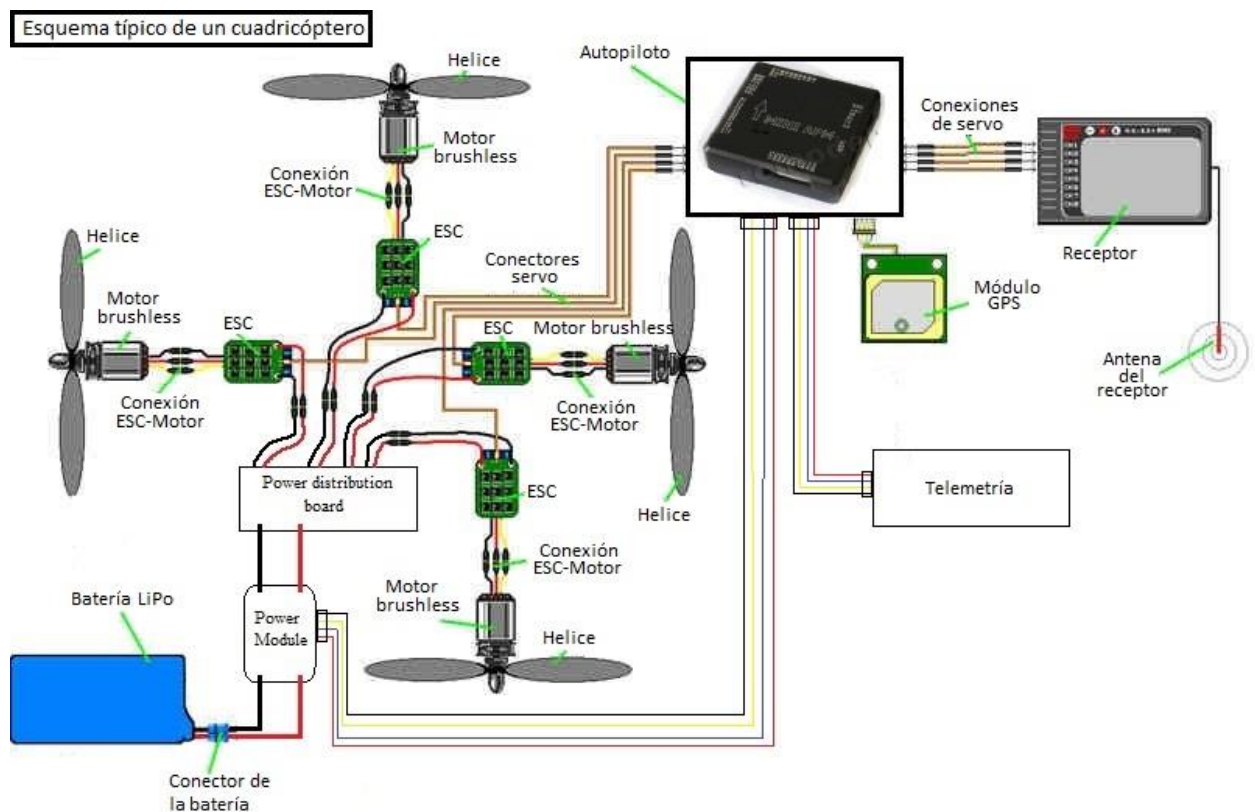 Esquema típico de un cuadricóptero
Helice
Autopiloto
Motor
brushless
Conexiones
de servo
Conexión
ESC-Motor
Helice
ESC
Receptor
Conectores
servo
Módulo
GPS
Motor
brushless
ESC
ESC
Motor brushless
Antena
del
receptor
Conexión
ESC-Motor
Conexión
ESC-Motor
Power distribution
board
ESC
Helice
Telemetría
Conexión
ESC-Motor
Batería LiPo
Motor
brushless
Power
Module
Helice
Conector de
la batería